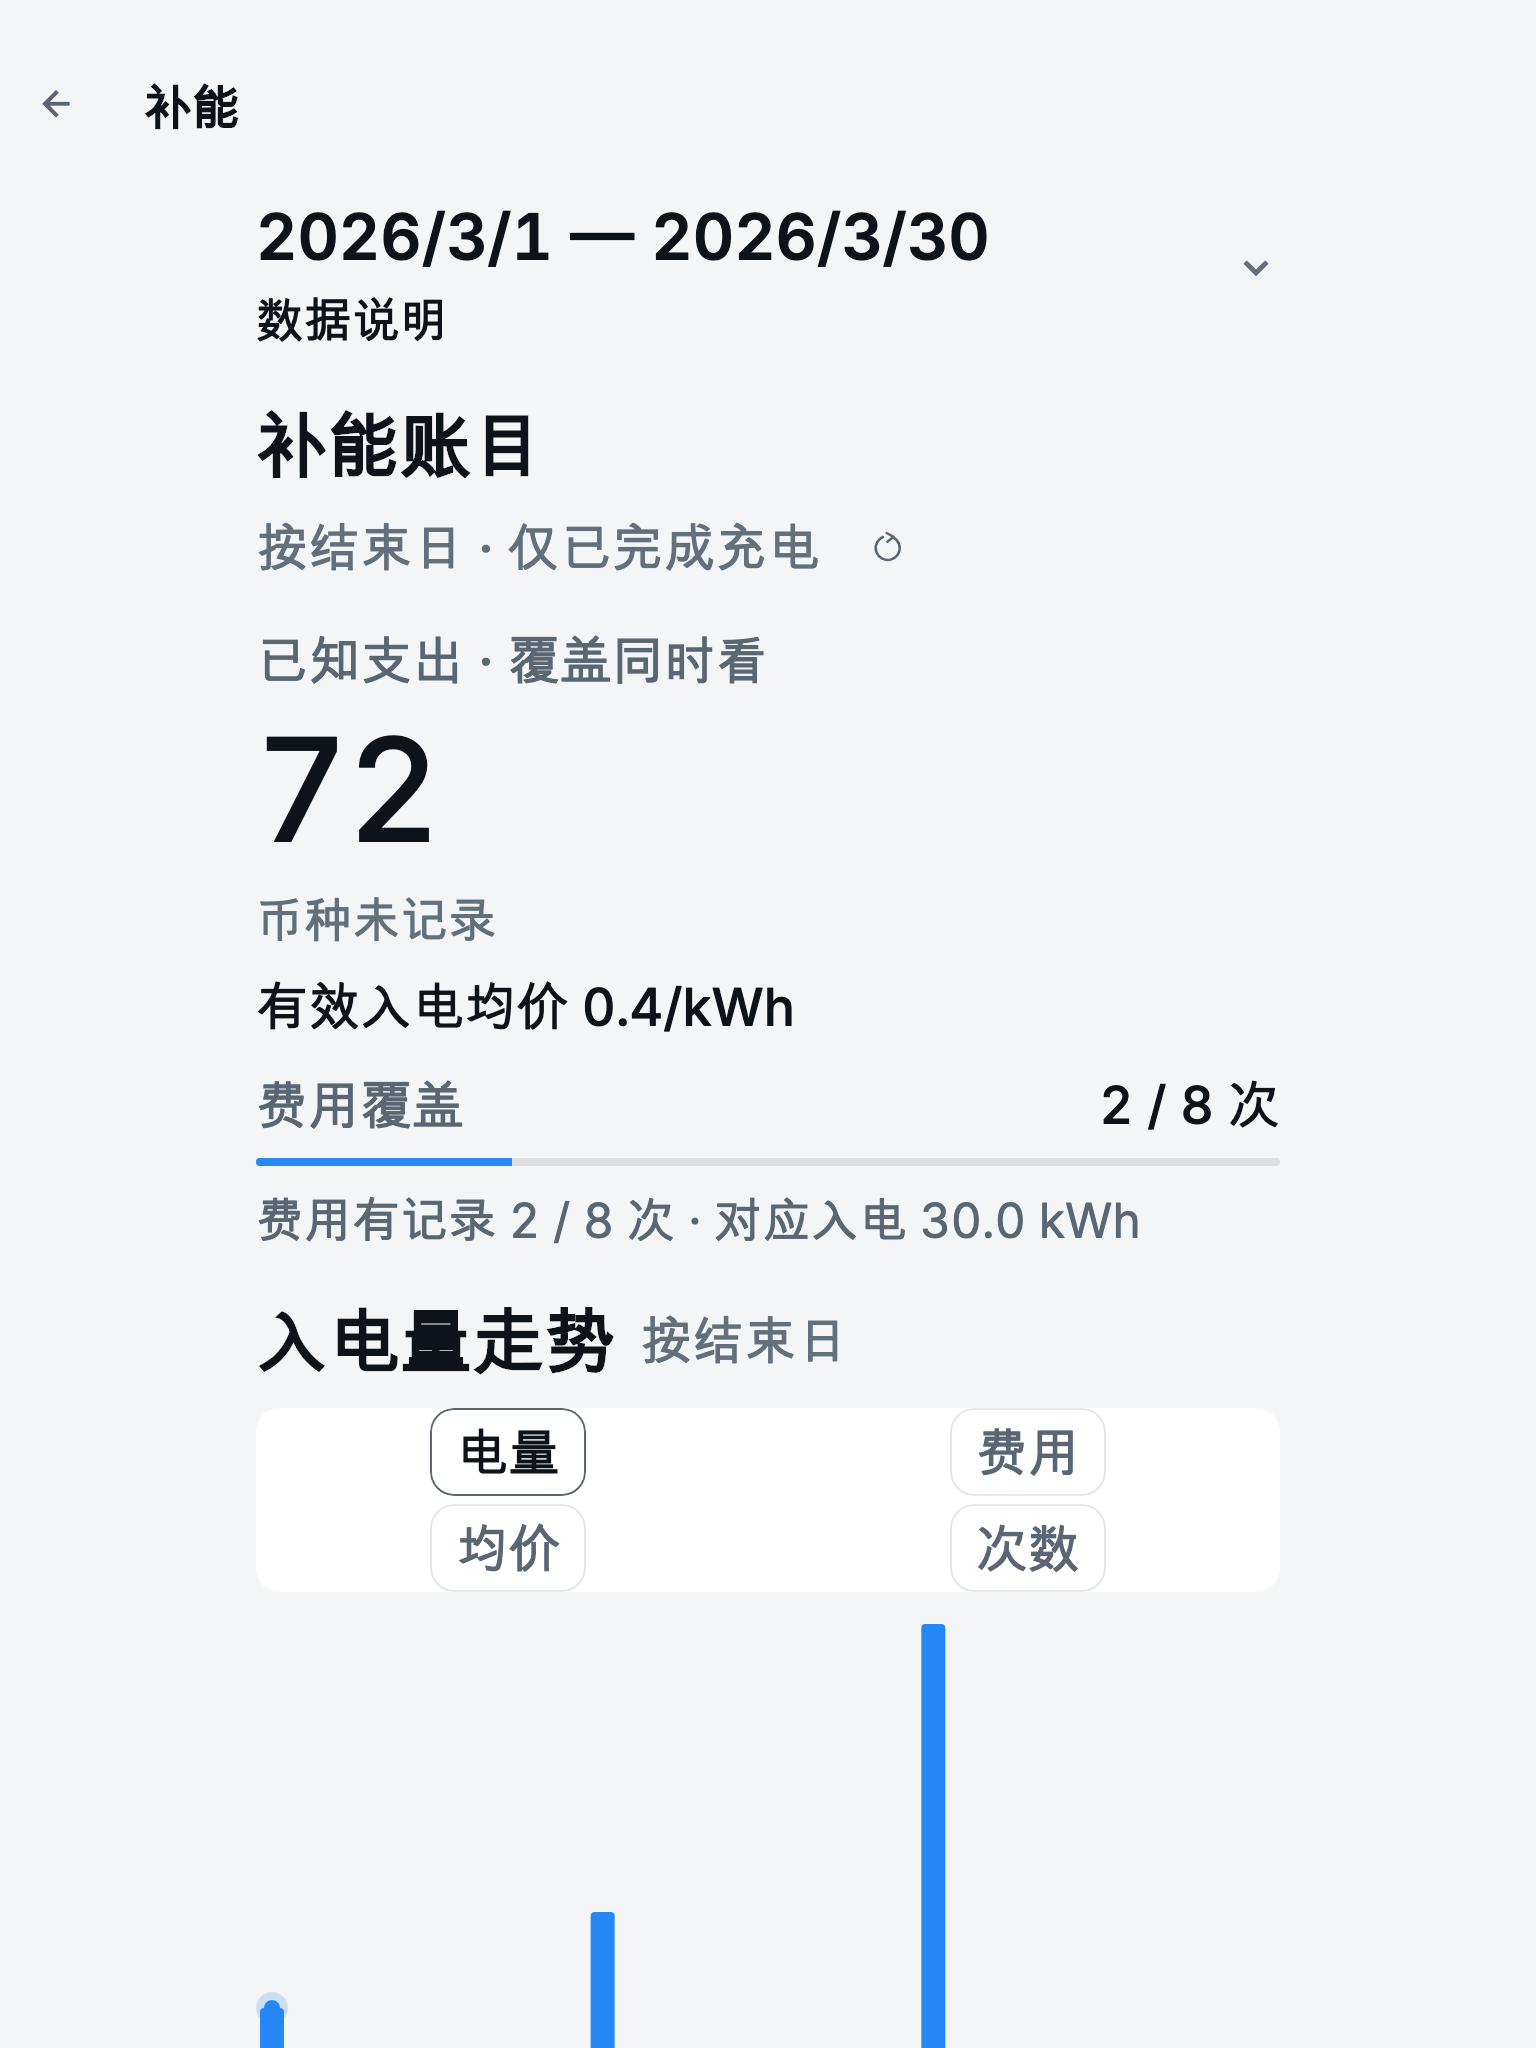 补能
2026/3/1 — 2026/3/30
数据说明
补能账目
按结束日 · 仅已完成充电
已知支出 · 覆盖同时看
72
币种未记录
有效入电均价 0.4/kWh
费用覆盖 2 / 8 次
费用有记录 2 / 8 次 · 对应入电 30.0 kWh
入电量走势 按结束日
电量 费用
均价 次数